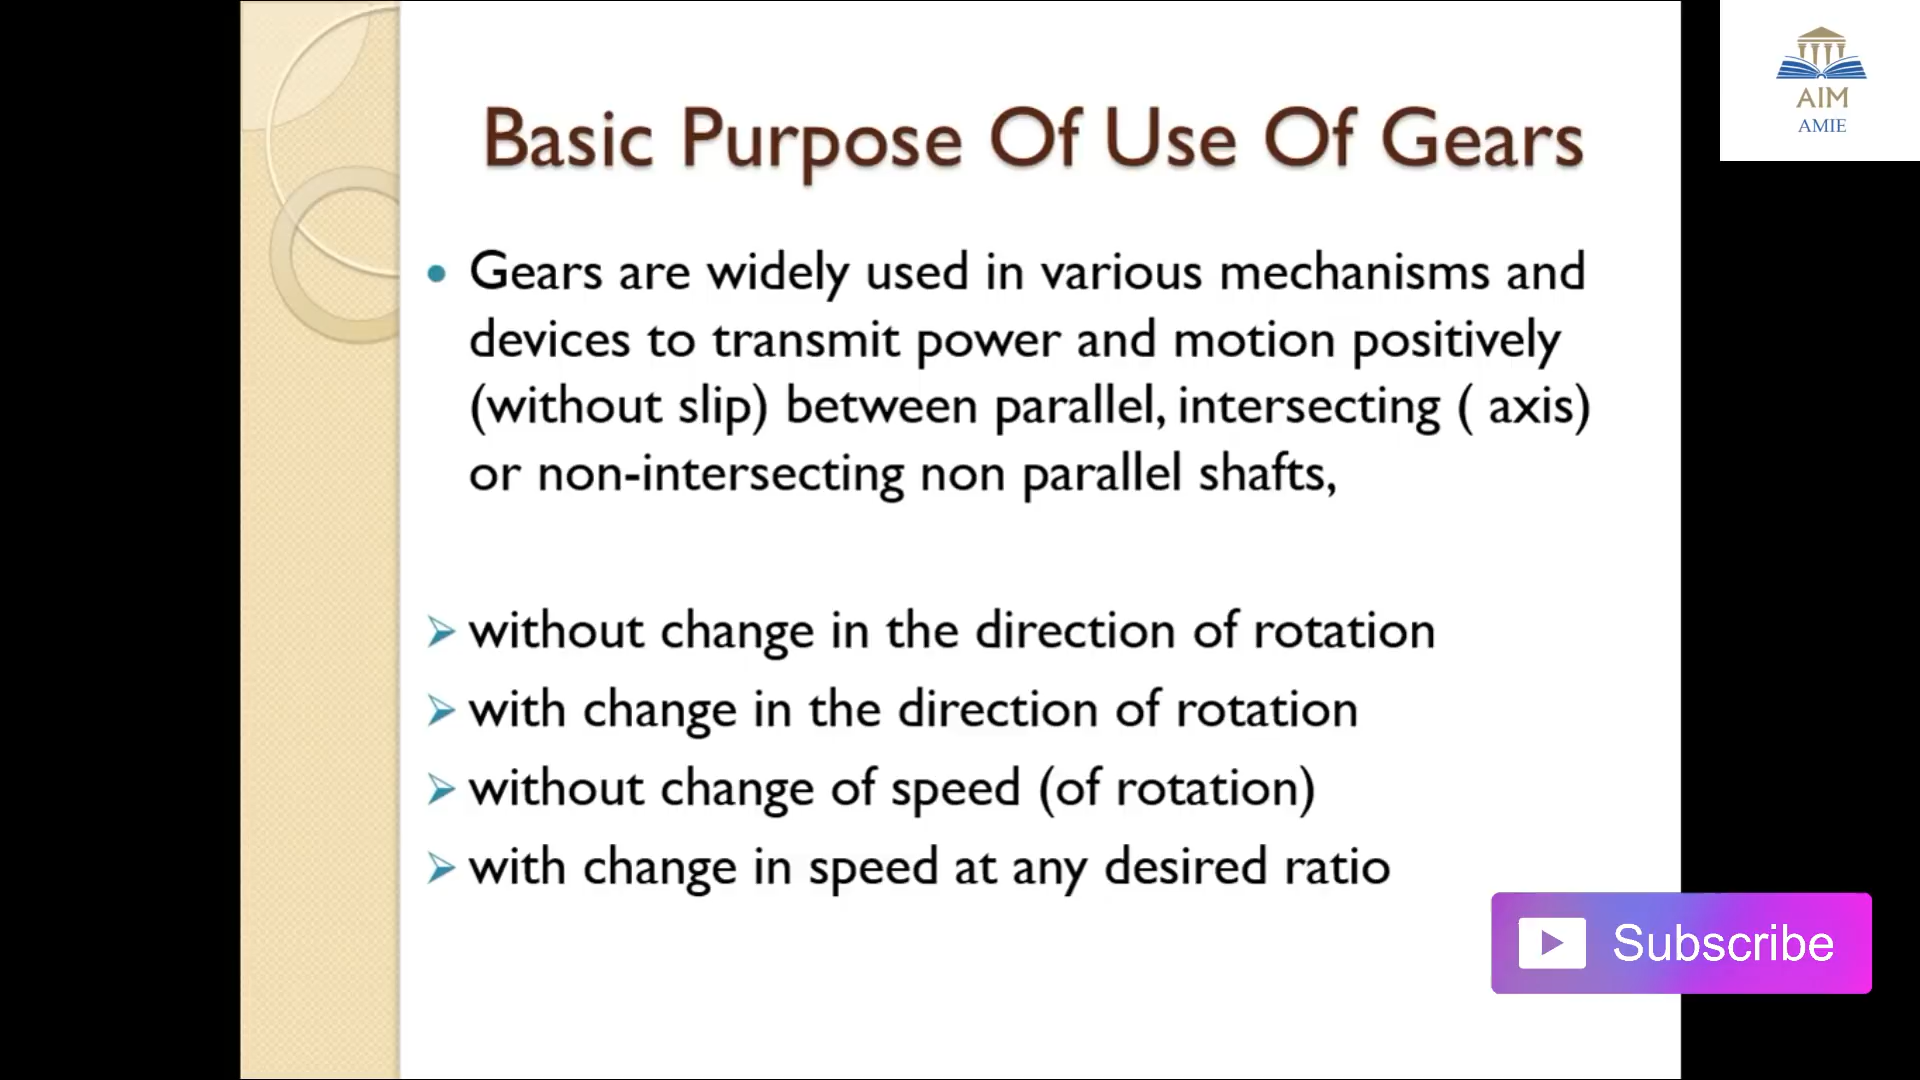 Basic Purpose Of Use Of Gears
Gears are widely used in various mechanisms and
devices to transmit power and motion positively
(without slip) between parallel, intersecting ( axis)
or non-intersecting non parallel shafts,
without change in the direction of rotation
with change in the direction of rotation
without change of speed (of rotation)
with change in speed at any desired ratio
AIM
AMIE
Subscribe